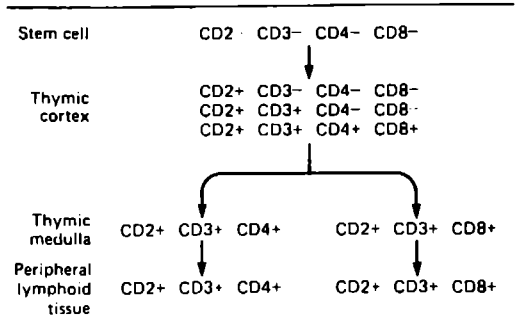 Stem cell CD2 CD3− CD4− CD8−
Thymic cortex
CD2+ CD3− CD4− CD8−
CD2+ CD3+ CD4− CD8-
CD2+ CD3+ CD4+ CD8+
Thymic medulla
CD2+ CD3+ CD4+ CD2+ CD3+ CD8+
Peripheral lymphoid tissue
CD2+ CD3+ CD4+ CD2+ CD3+ CD8+